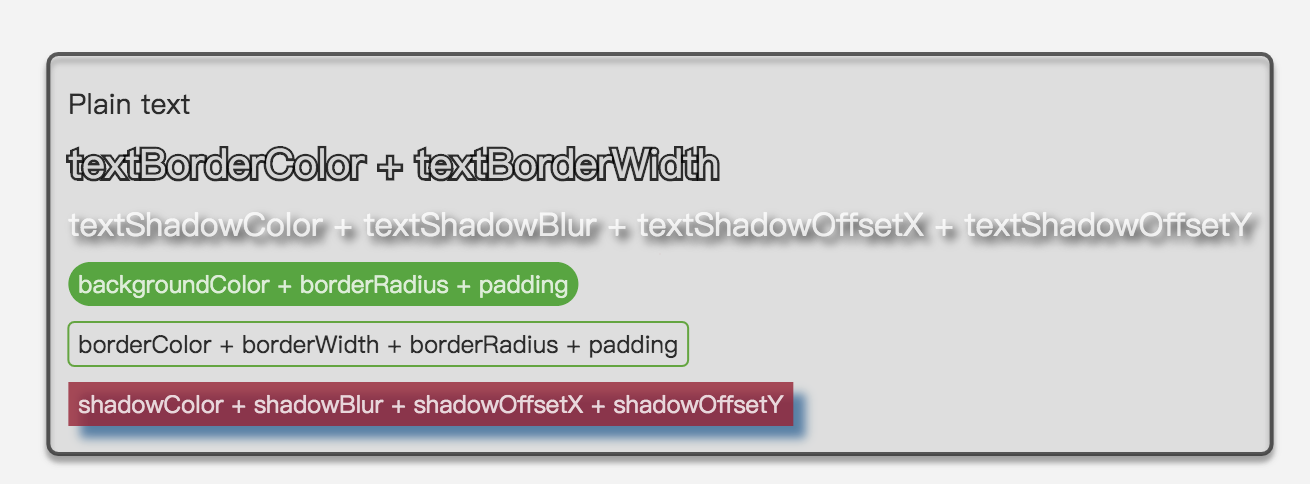 Plain text
textBorderColor + textBorderWidth
textShadowColor + textShadowBlur + textShadowOffsetX + textShadowOffsetY
backgroundColor + borderRadius + padding
borderColor + borderWidth + borderRadius + padding
shadowColor + shadowBlur + shadowOffsetX + shadowOffsetY